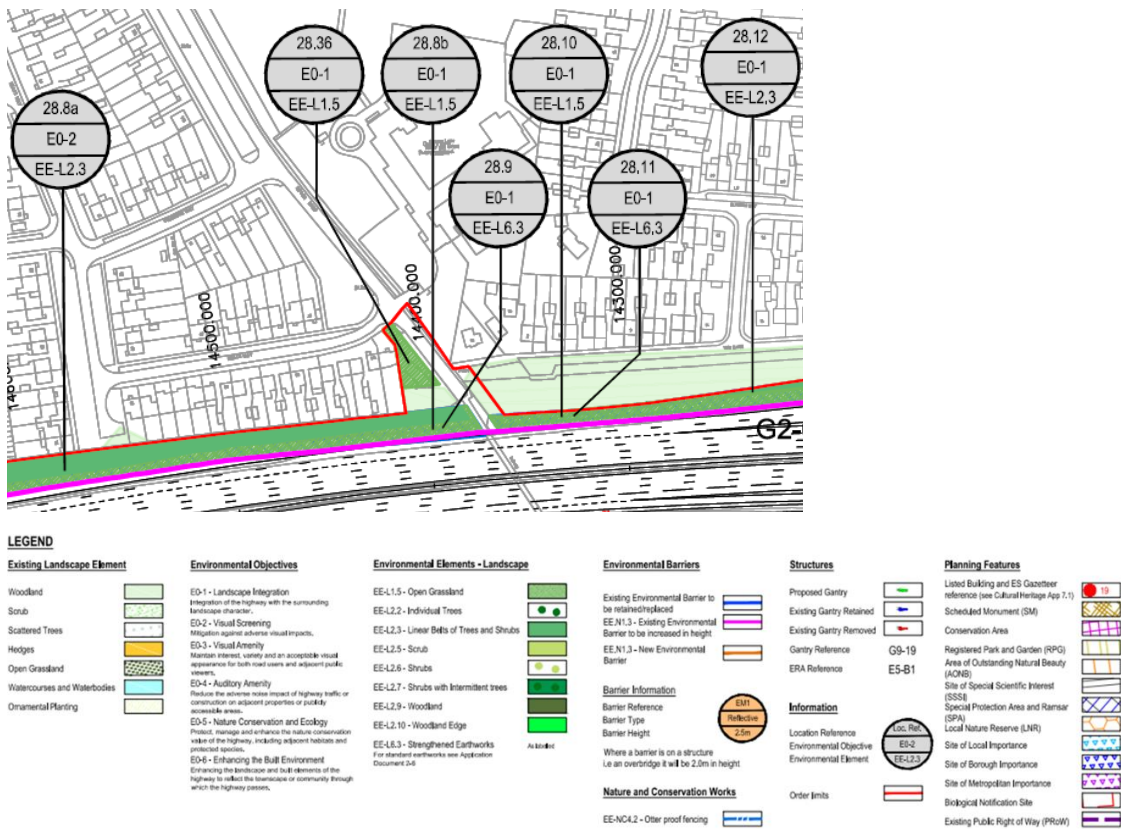 28.36
E0-1
EE-L1.5
28.8b
E0-1
EE-L1.5
28,10
E0-1
EE-L1,5
28,12
E0-1
EE-L2,3
28.8a
E0-2
EE-L2.3
28.9
E0-1
EE-L6.3
28,11
E0-1
EE-L6,3
14500.000
14400.000
14300.000
G2-
LEGEND
Existing Landscape Element
Woodland
Scrub
Scattered Trees
Hedges
Open Grassland
Watercourses and Waterbodies
Ornamental Planting
Environmental Objectives
E0-1 - Landscape Integration
Integration of the highway with the surrounding
landscape character.
E0-2 - Visual Screening
Mitigation against adverse visual impacts.
E0-3 - Visual Amenity
Maintain interest, variety and an acceptable visual
appearance for both road users and adjacent public
viewers.
E0-4 - Auditory Amenity
Reduce the adverse noise impact of highway traffic or
construction on adjacent properties or publicly
accessible areas.
E0-5 - Nature Conservation and Ecology
Protect, manage and enhance the nature conservation
value of the highway, including adjacent habitats and
protected species.
E0-6 - Enhancing the Built Environment
Enhancing the landscape and built elements of the
highway to reflect the townscape or community through
which the highway passes.
Environmental Elements - Landscape
EE-L1.5 - Open Grassland
EE-L2.2 - Individual Trees
EE-L2,3 - Linear Belts of Trees and Shrubs
EE-L2.5 - Scrub
EE-L2.6 - Shrubs
EE-L2.7 - Shrubs with Intermittent trees
EE-L2.9 - Woodland
EE-L2.10 - Woodland Edge
EE-L6.3 - Strengthened Earthworks
As labelled
For standard earthworks see Application
Document 2-8
Environmental Barriers
Existing Environmental Barrier to
be retained/replaced
EE,N1,3 - Existing Environmental
Barrier to be increased in height
EE,N1,3 - New Environmental
Barrier
Barrier Information
Barrier Reference
Barrier Type
Barrier Height
EM1
Reflective
2.5m
Where a barrier is on a structure
i.e an overbridge it will be 2.0m in height
Nature and Conservation Works
EE-NC4.2 - Otter proof fencing
Structures
Proposed Gantry
Existing Gantry Retained
Existing Gantry Removed
Gantry Reference
G9-19
ERA Reference
E5-B1
Information
Location Reference
Environmental Objective
Environmental Element
Loc. Ref.
E0-2
EE-L2.3
Order limits
Planning Features
Listed Building and ES Gazetteer
reference (see Cultural Heritage App 7.1)
19
Scheduled Monument (SM)
Conservation Area
Registered Park and Garden (RPG)
Area of Outstanding Natural Beauty
(AONB)
Site of Special Scientific Interest
(SSSI)
Special Protection Area and Ramsar
(SPA)
Local Nature Reserve (LNR)
Site of Local Importance
Site of Borough Importance
Site of Metropolitan Importance
Biological Notification Site
Existing Public Right of Way (PRoW)